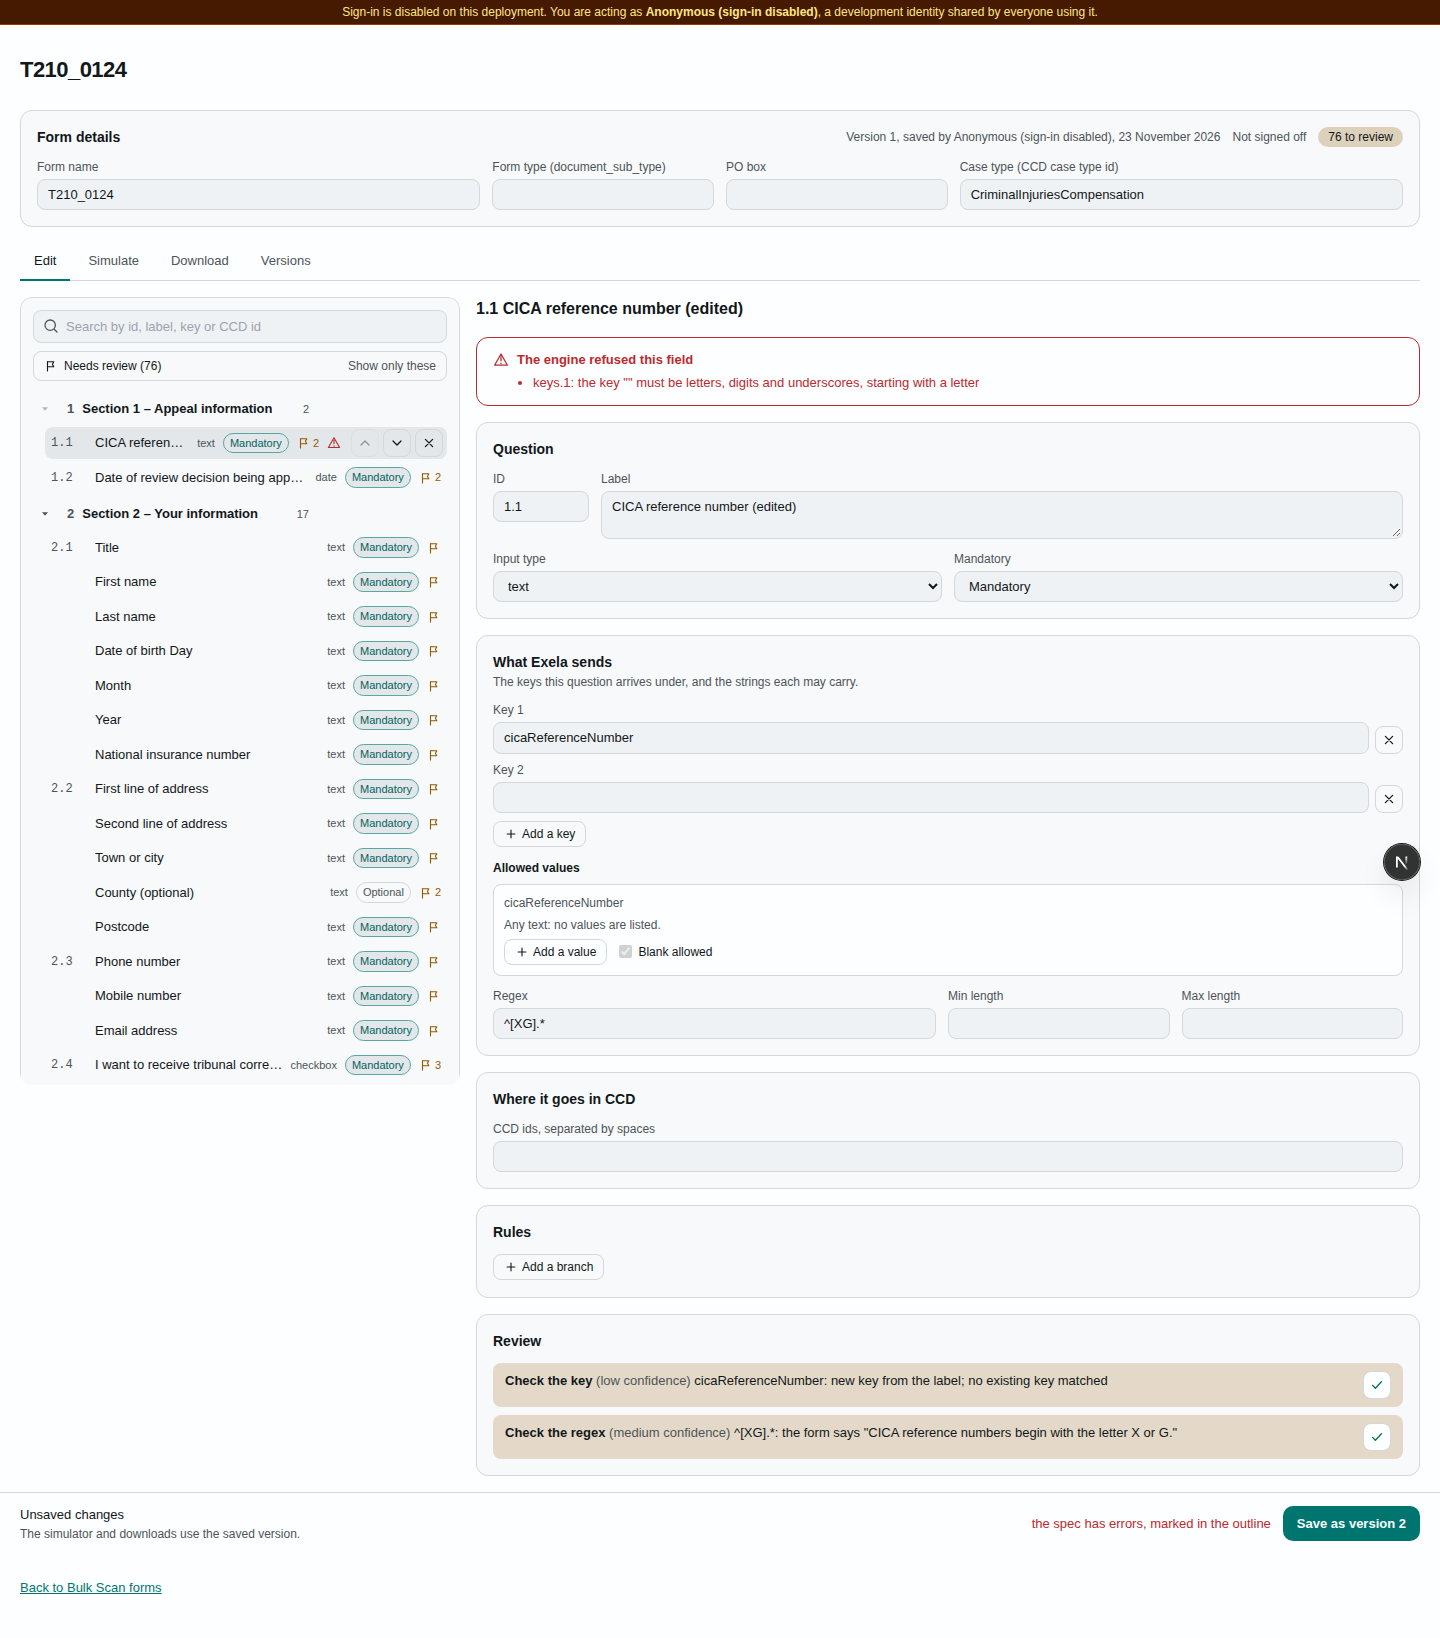 Sign-in is disabled on this deployment. You are acting as Anonymous (sign-in disabled), a development identity shared by everyone using it.
T210_0124
Form details
Version 1, saved by Anonymous (sign-in disabled), 23 November 2026 Not signed off 76 to review
Form name Form type (document_sub_type) PO box Case type (CCD case type id)
T210_0124 CriminalInjuriesCompensation
Edit Simulate Download Versions
Search by id, label, key or CCD id
Needs review (76) Show only these
1 Section 1 – Appeal information 2
1.1 CICA referen… text Mandatory 2
1.2 Date of review decision being app… date Mandatory 2
2 Section 2 – Your information 17
2.1 Title text Mandatory
First name text Mandatory
Last name text Mandatory
Date of birth Day text Mandatory
Month text Mandatory
Year text Mandatory
National insurance number text Mandatory
2.2 First line of address text Mandatory
Second line of address text Mandatory
Town or city text Mandatory
County (optional) text Optional 2
Postcode text Mandatory
2.3 Phone number text Mandatory
Mobile number text Mandatory
Email address text Mandatory
2.4 I want to receive tribunal corre… checkbox Mandatory 3
1.1 CICA reference number (edited)
The engine refused this field
• keys.1: the key "" must be letters, digits and underscores, starting with a letter
Question
ID Label
1.1 CICA reference number (edited)
Input type Mandatory
text Mandatory
What Exela sends
The keys this question arrives under, and the strings each may carry.
Key 1
cicaReferenceNumber
Key 2
Add a key
Allowed values
cicaReferenceNumber
Any text: no values are listed.
Add a value Blank allowed
Regex Min length Max length
^[XG].*
Where it goes in CCD
CCD ids, separated by spaces
Rules
Add a branch
Review
Check the key (low confidence) cicaReferenceNumber: new key from the label; no existing key matched
Check the regex (medium confidence) ^[XG].*: the form says "CICA reference numbers begin with the letter X or G."
Unsaved changes
The simulator and downloads use the saved version.
the spec has errors, marked in the outline Save as version 2
Back to Bulk Scan forms